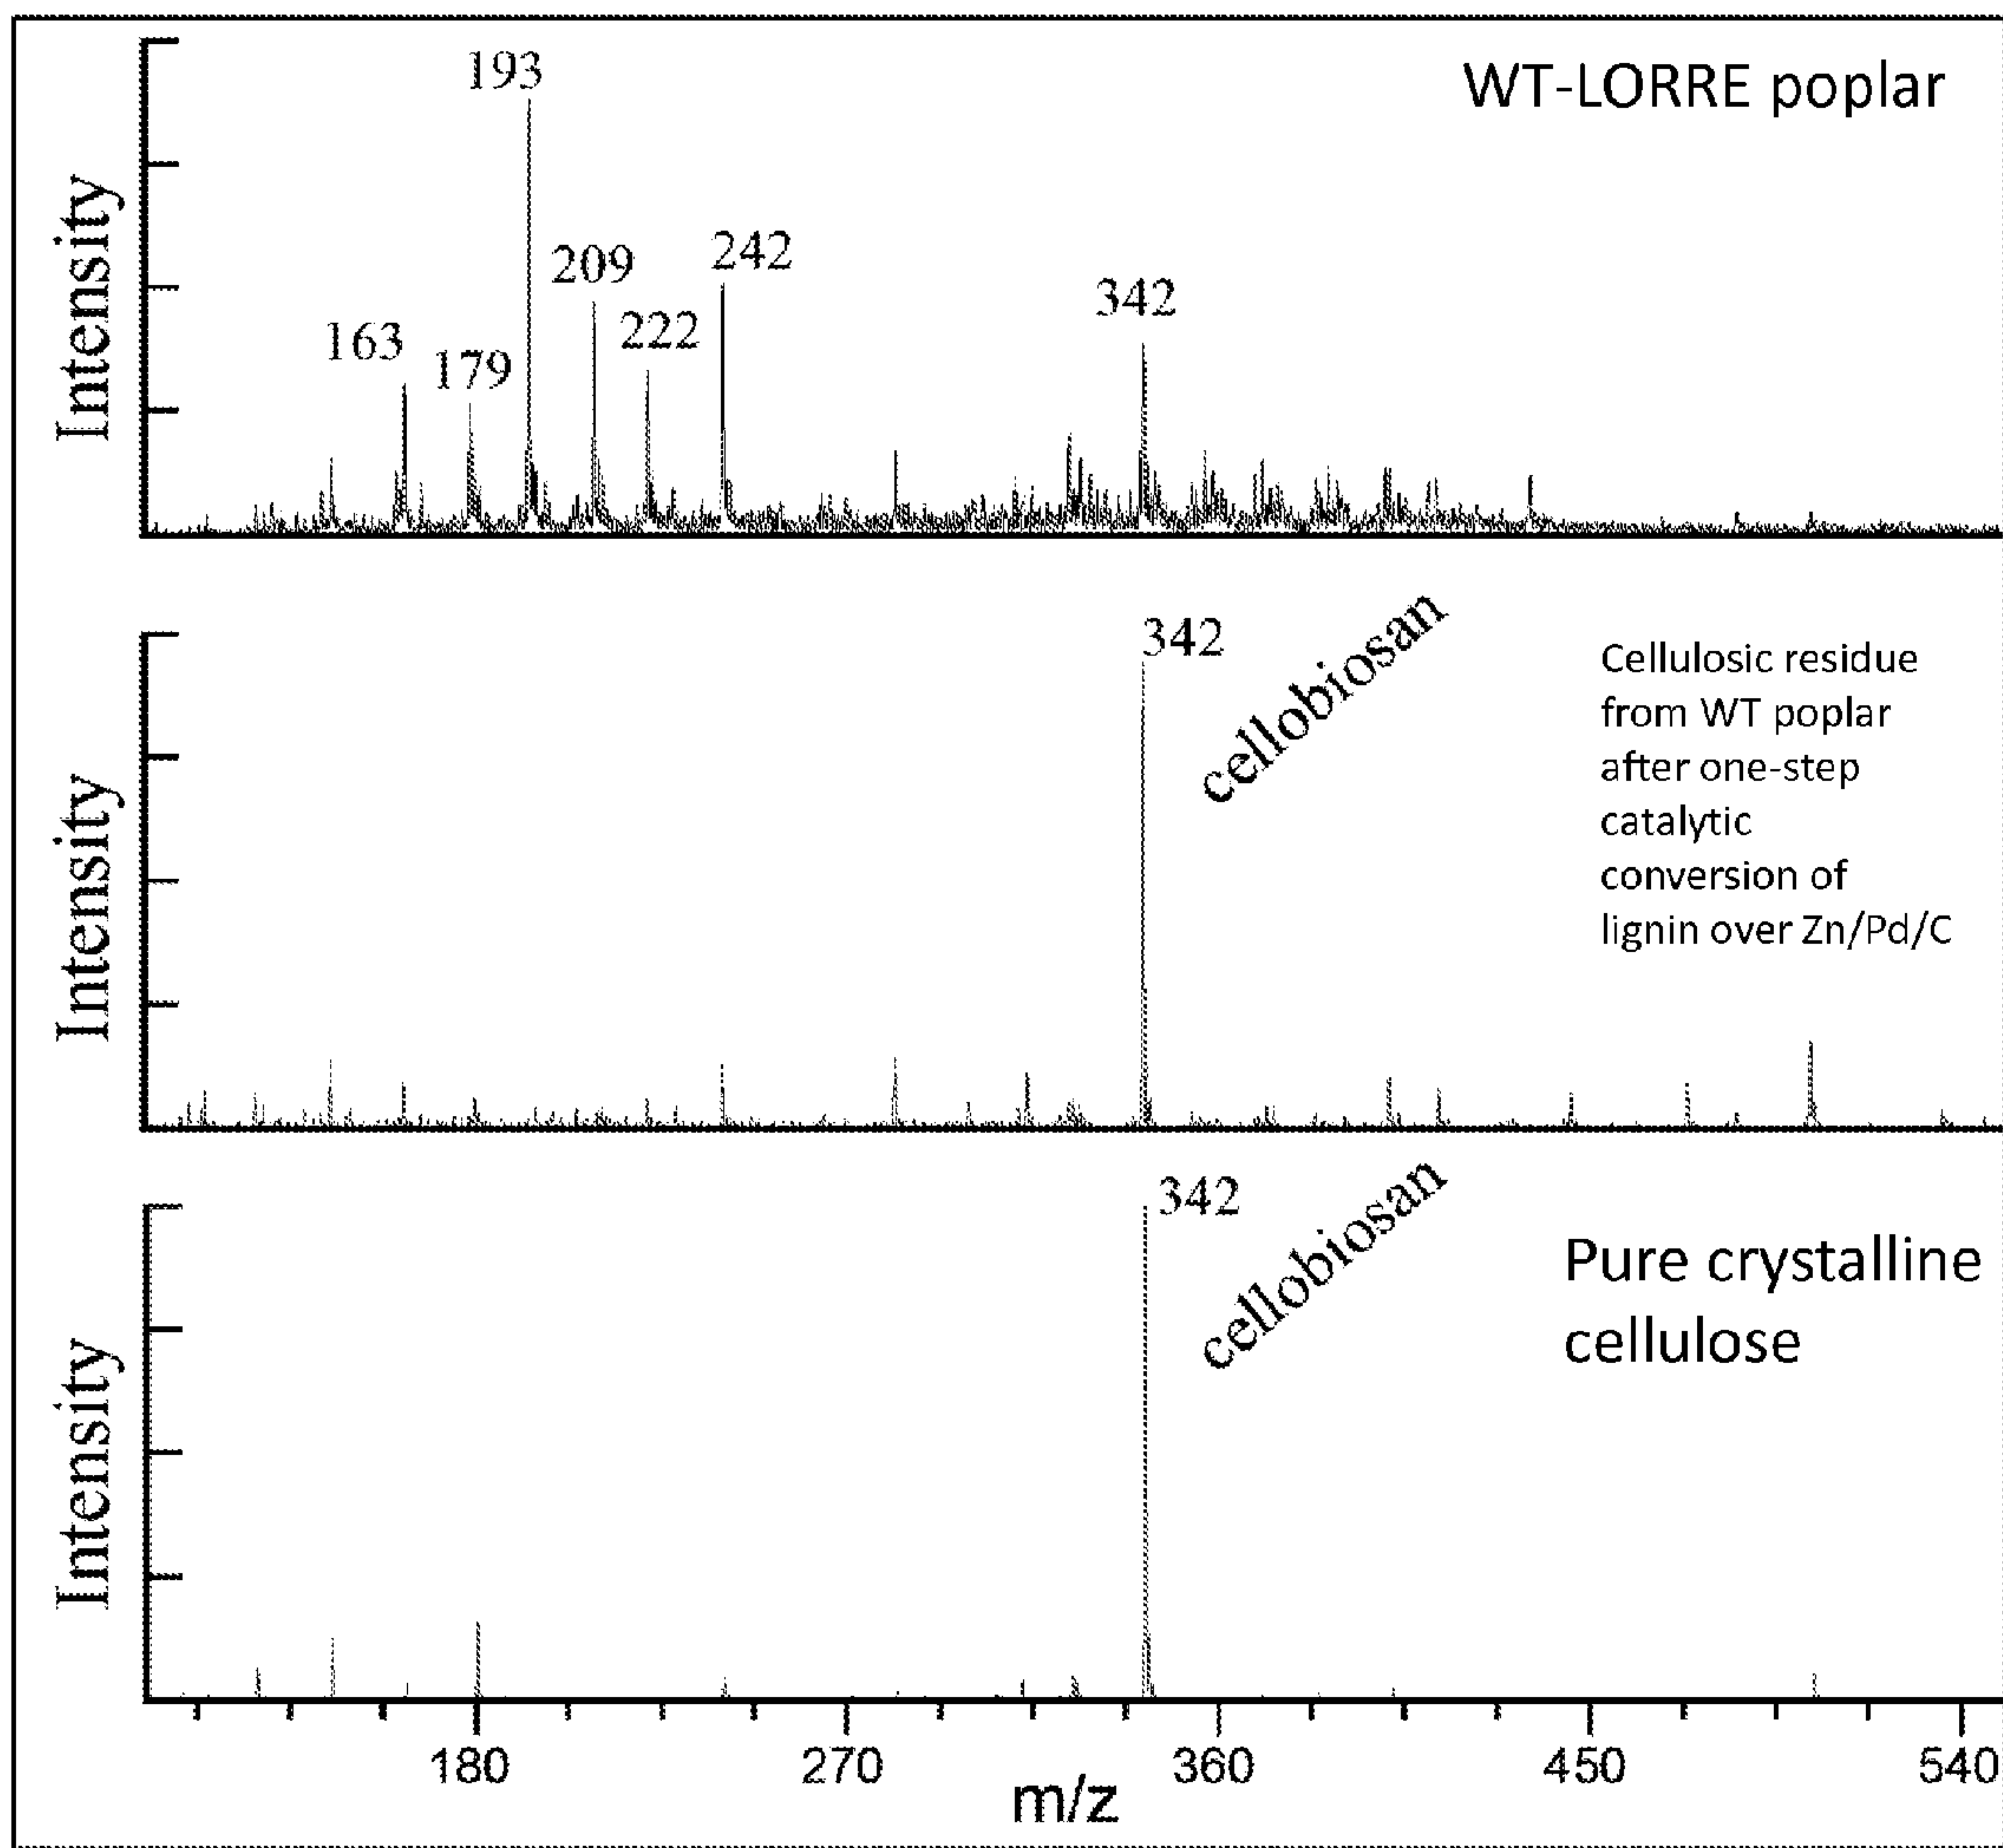 WT-LORRE poplar
Intensity
193
209
242
222
163
179
342
Intensity
342
cellobiosan
Cellulosic residue
from WT poplar
after one-step
catalytic
conversion of
lignin over Zn/Pd/C
Intensity
342
cellobiosan
Pure crystalline
cellulose
180
270
360
450
540
m/z